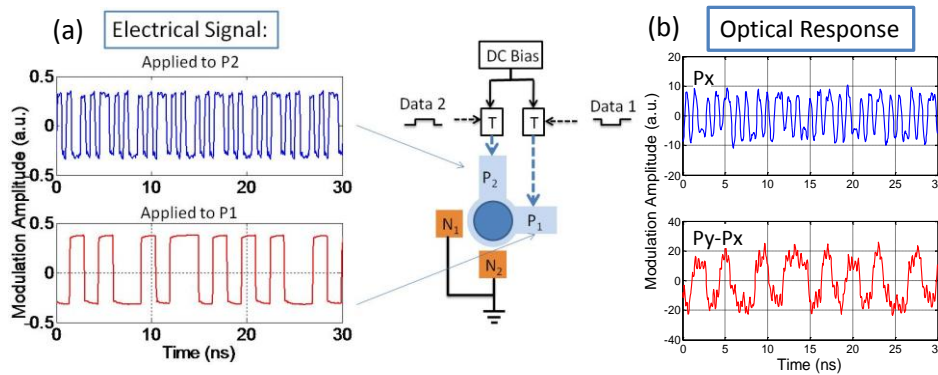 (a)
Electrical Signal:
Applied to P2
0.5
0
-0.5
0
10
20
30
Applied to P1
0.5
0
-0.5
0
10
20
30
Time (ns)
Modulation Amplitude (a.u.)
DC Bias
Data 2
T
T
Data 1
P2
P1
N1
N2
(b)
Optical Response
Px
20
10
0
-10
-20
0
5
10
15
20
25
30
Py-Px
40
20
0
-20
-40
0
5
10
15
20
25
30
Time (ns)
Modulation Amplitude (a.u.)